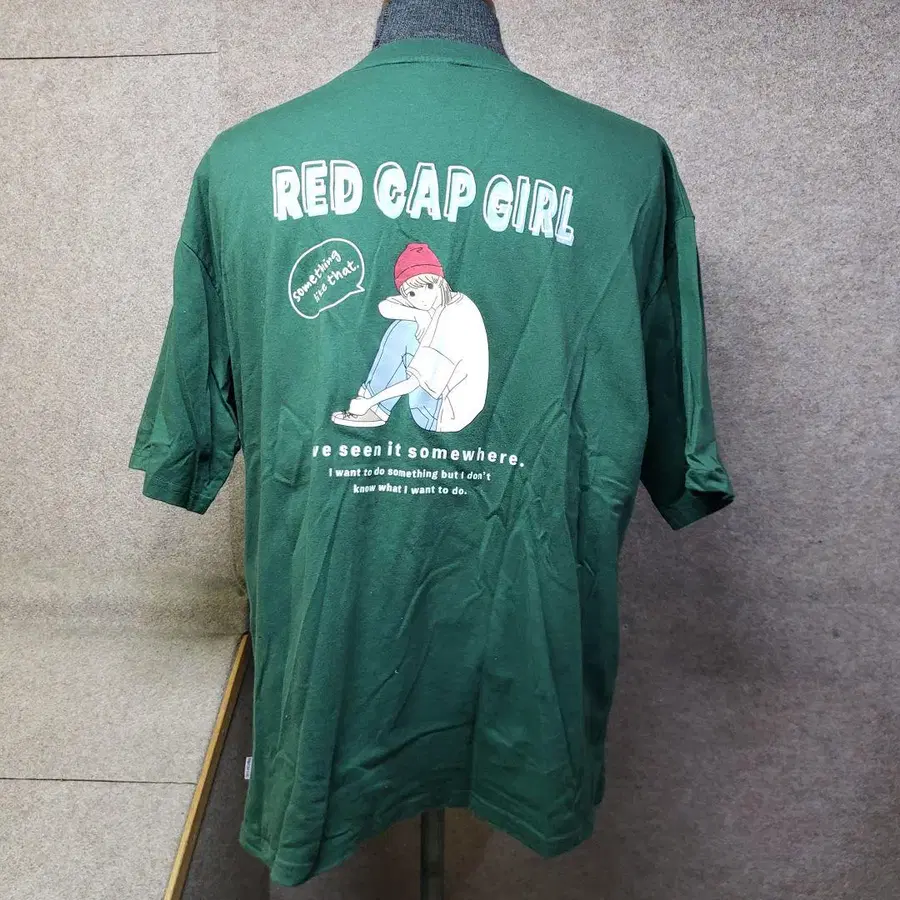 RED CAP GIRL
something
like that.
ve seen it somewhere.
I want to do something but I don't
know what I want to do.